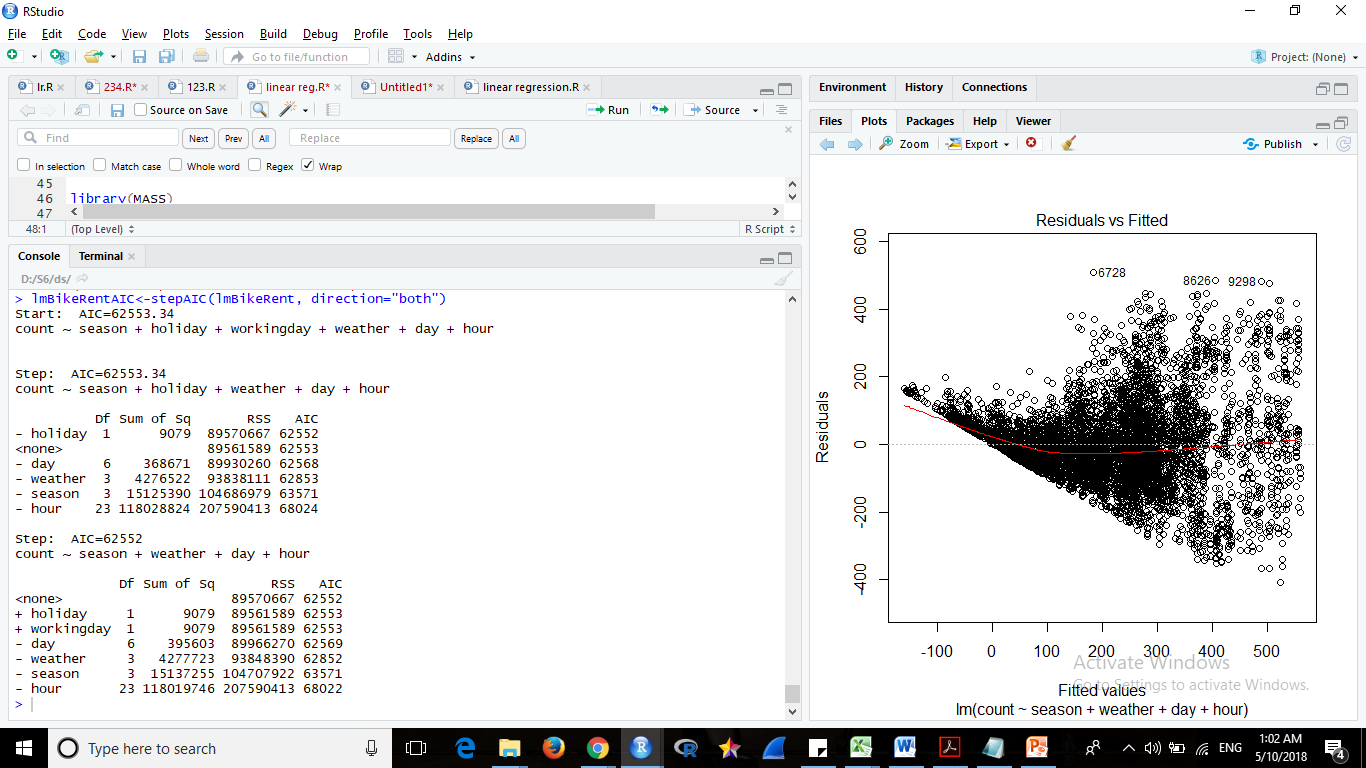 RStudio
File Edit Code View Plots Session Build Debug Profile Tools Help
Go to file/function
Addins
Project: (None)
lr.R
234.R*
123.R
linear reg.R*
Untitled1*
linear regression.R
Source on Save
Run
Source
Find
Next
Prev
All
Replace
Replace
All
In selection
Match case
Whole word
Regex
Wrap
45
46 library(MASS)
47
48:1 (Top Level) R Script
Console Terminal
D:/S6/ds/
> lmBikeRentAIC<-stepAIC(lmBikeRent, direction="both")
Start:  AIC=62553.34
count ~ season + holiday + workingday + weather + day + hour
Step:  AIC=62553.34
count ~ season + holiday + weather + day + hour
Df Sum of Sq RSS AIC
- holiday 1 9079 89570667 62552
<none> 89561589 62553
- day 6 368671 89930260 62568
- weather 3 4276522 93838111 62853
- season 3 15125390 104686979 63571
- hour 23 118028824 207590413 68024
Step:  AIC=62552
count ~ season + weather + day + hour
Df Sum of Sq RSS AIC
<none> 89570667 62552
+ holiday 1 9079 89561589 62553
+ workingday 1 9079 89561589 62553
- day 6 395603 89966270 62569
- weather 3 4277723 93848390 62852
- season 3 15137255 104707922 63571
- hour 23 118019746 207590413 68022
>
Environment History Connections
Files Plots Packages Help Viewer
Zoom Export Publish
Residuals vs Fitted
600
400
200
0
-200
-400
Residuals
6728
8626
9298
-100 0 100 200 300 400 500
Fitted values
lm(count ~ season + weather + day + hour)
Activate Windows
Go to Settings to activate Windows.
Type here to search
ENG
1:02 AM
5/10/2018
4